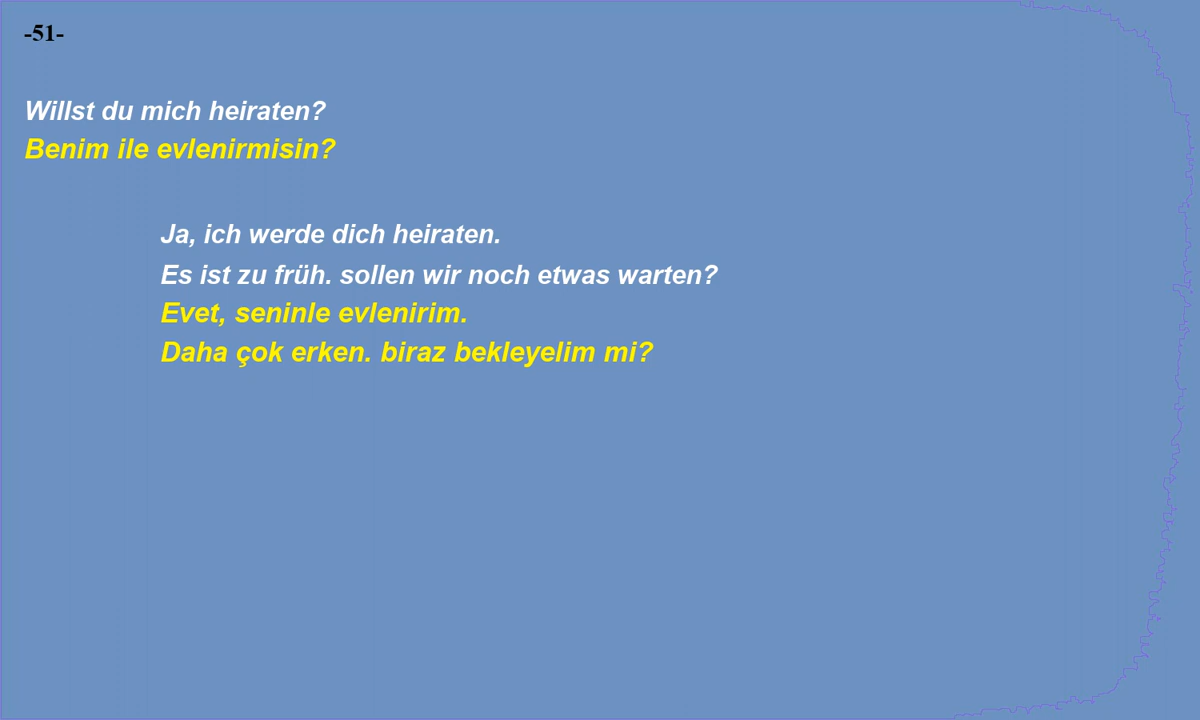 -51-
Willst du mich heiraten?
Benim ile evlenirmisin?
Ja, ich werde dich heiraten.
Es ist zu früh. sollen wir noch etwas warten?
Evet, seninle evlenirim.
Daha çok erken. biraz bekleyelim mi?